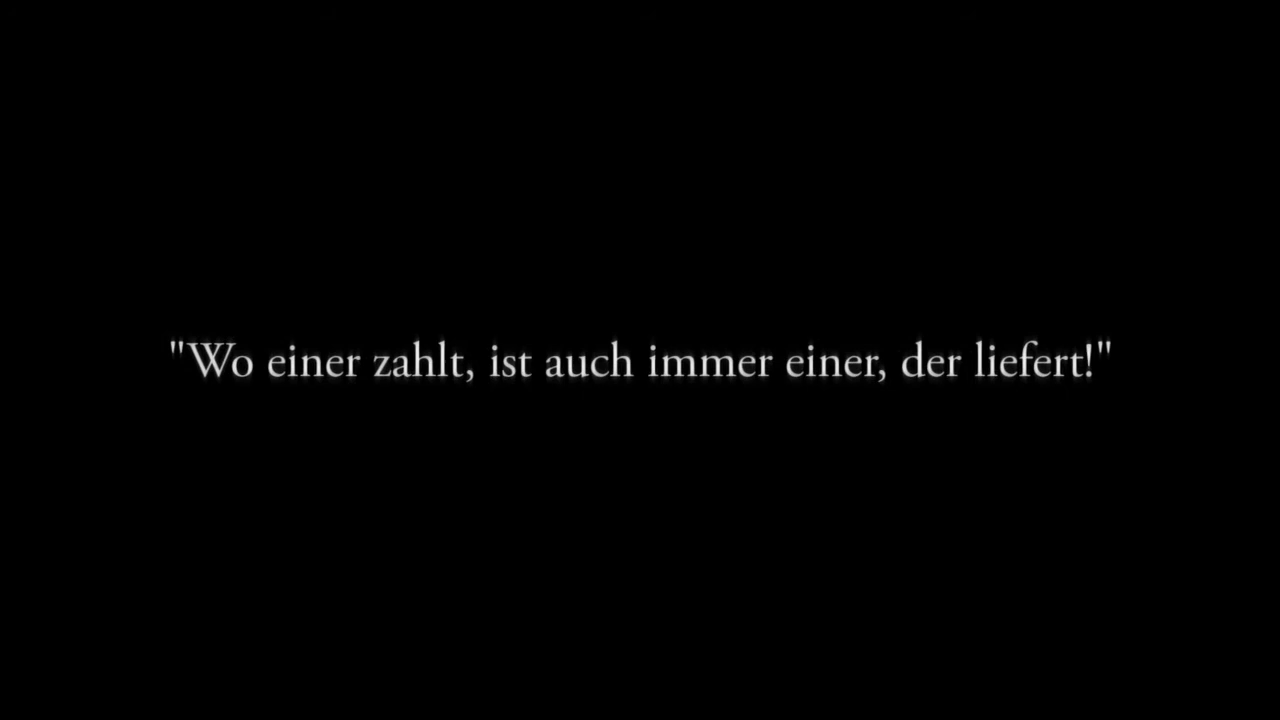 "Wo einer zahlt, ist auch immer einer, der liefert!"